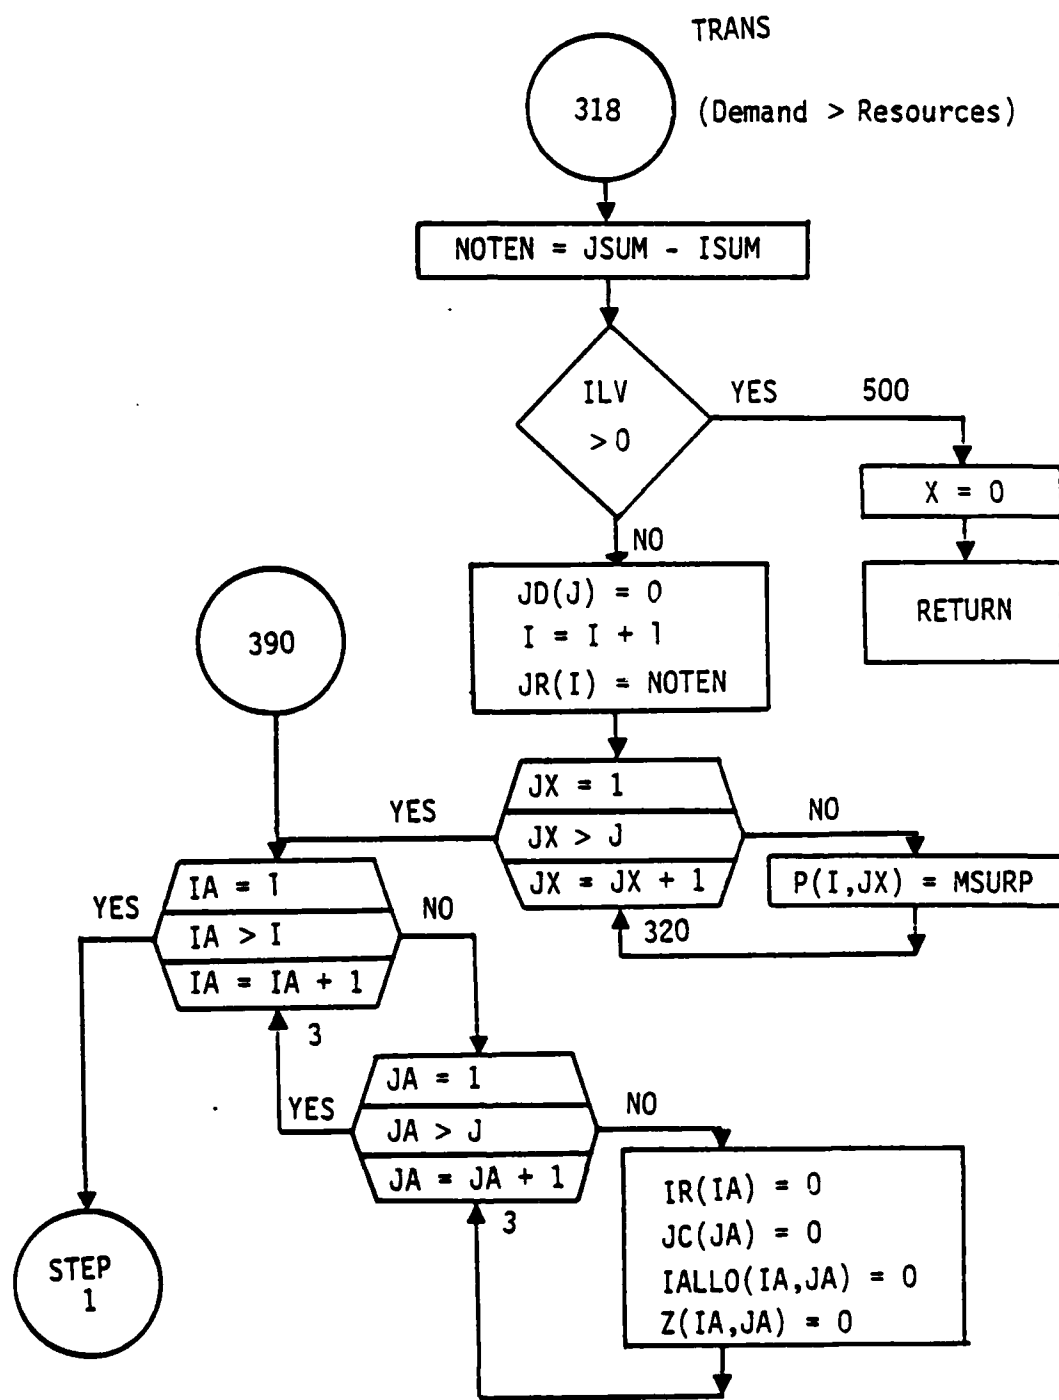 TRANS
318
(Demand > Resources)
NOTEN = JSUM - ISUM
ILV
> 0
YES
500
X = 0
RETURN
NO
JD(J) = 0
I = I + 1
JR(I) = NOTEN
390
JX = 1
JX > J
JX = JX + 1
YES
NO
P(I,JX) = MSURP
320
IA = 1
IA > I
IA = IA + 1
YES
NO
3
JA = 1
JA > J
JA = JA + 1
YES
NO
3
IR(IA) = 0
JC(JA) = 0
IALLO(IA,JA) = 0
Z(IA,JA) = 0
STEP
1